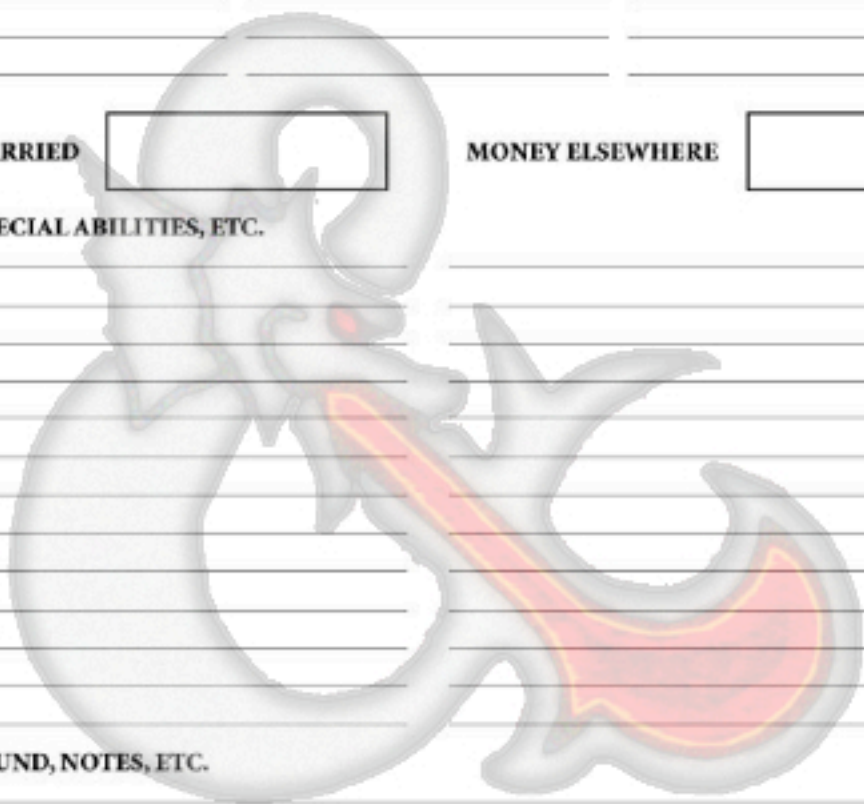 RRIED MONEY ELSEWHERE
ECIAL ABILITIES, ETC.
UND, NOTES, ETC.